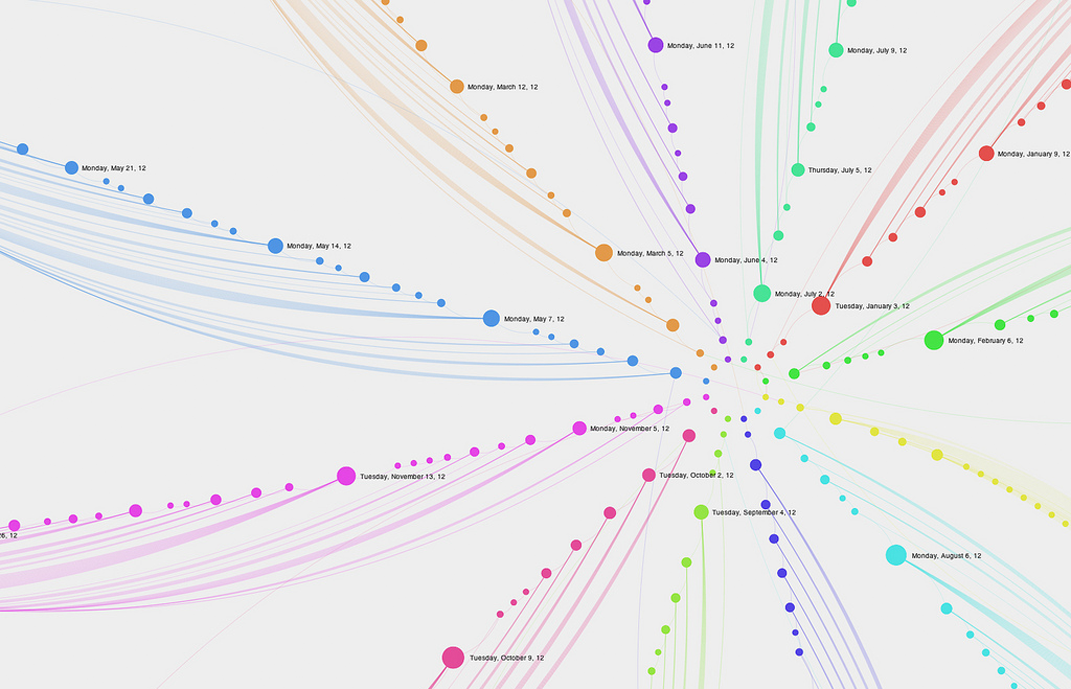 Monday, June 11, 12
Monday, July 9, 12
Monday, March 12, 12
Monday, January 9, 12
Monday, May 21, 12
Thursday, July 5, 12
Monday, May 14, 12
Monday, March 5, 12
Monday, June 4, 12
Monday, July 2, 12
Tuesday, January 3, 12
Monday, May 7, 12
Monday, February 6, 12
Monday, November 5, 12
Tuesday, November 13, 12
Tuesday, October 2, 12
Tuesday, September 4, 12
26, 12
Monday, August 6, 12
Tuesday, October 9, 12